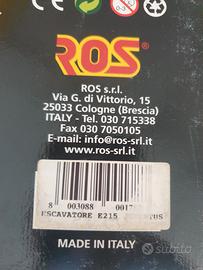 ROS®
ROS s.r.l.
Via G. di Vittorio, 15
25033 Cologne (Brescia)
ITALY - Tel. 030 715338
Fax 030 7050105
E-mail: info@ros-srl.it
www.ros-srl.it
8 003088 001
ESCAVATORE E215
MADE IN ITALY
subito